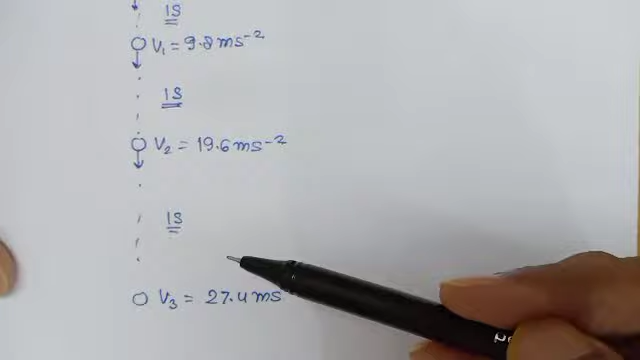 1S
V₁ = 9.8 ms⁻²
1S
V₂ = 19.6 ms⁻²
1S
V₃ = 27.4 ms